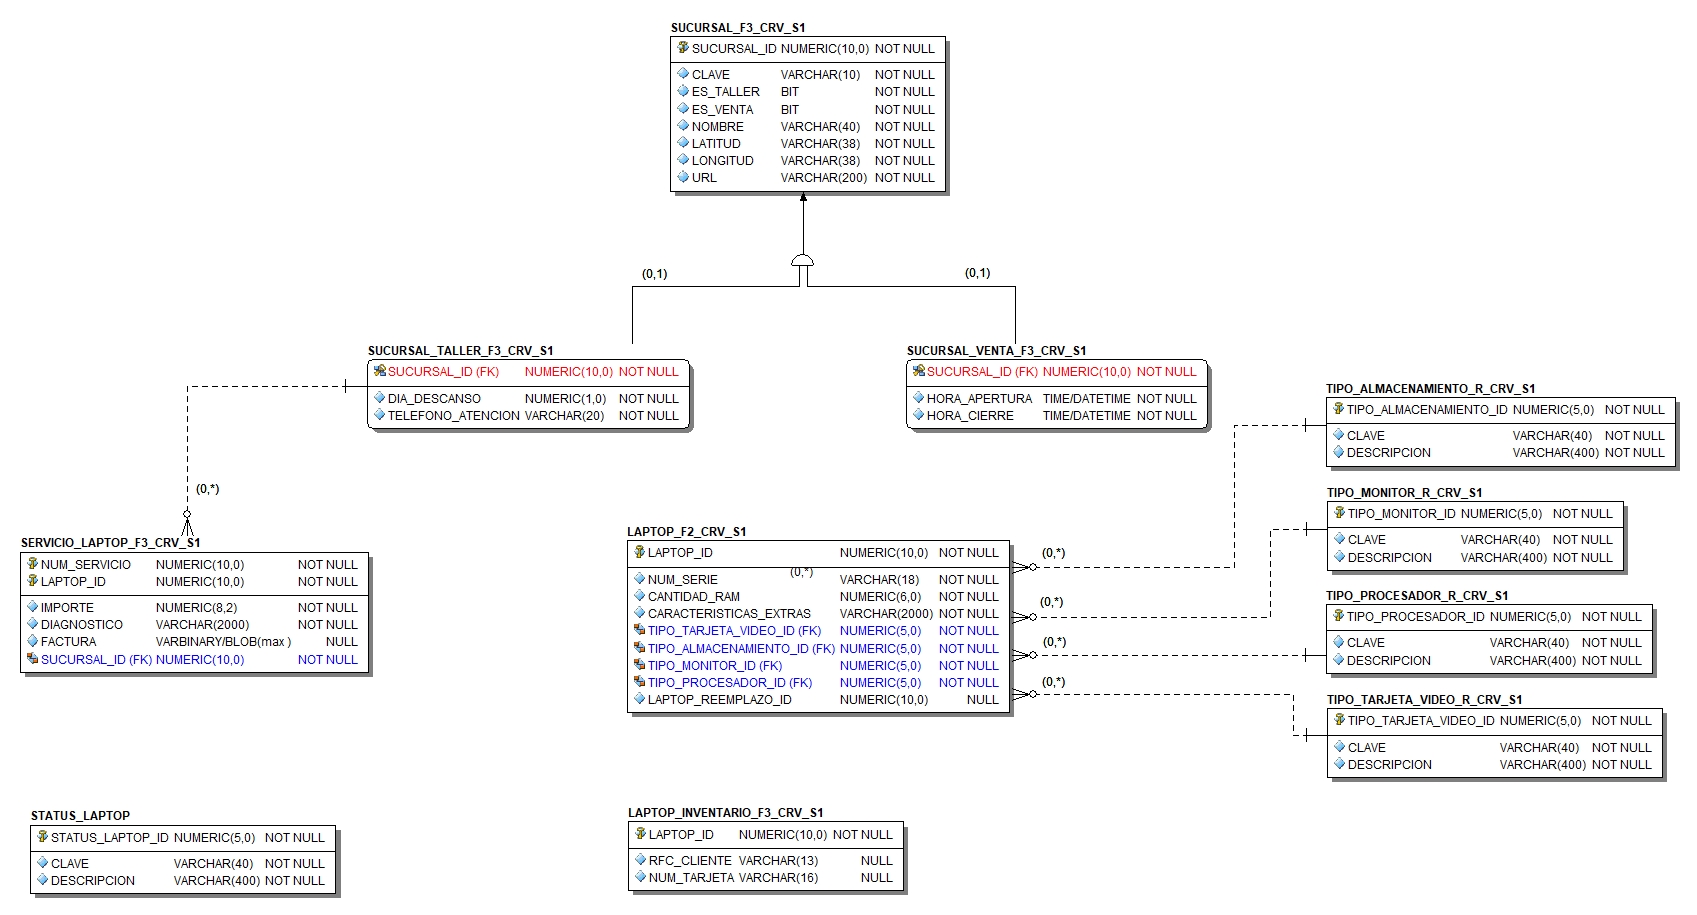 SUCURSAL_F3_CRV_S1
SUCURSAL_ID NUMERIC(10,0) NOT NULL
CLAVE VARCHAR(10) NOT NULL
ES_TALLER BIT NOT NULL
ES_VENTA BIT NOT NULL
NOMBRE VARCHAR(40) NOT NULL
LATITUD VARCHAR(38) NOT NULL
LONGITUD VARCHAR(38) NOT NULL
URL VARCHAR(200) NOT NULL
(0,1)
(0,1)
SUCURSAL_TALLER_F3_CRV_S1
SUCURSAL_ID (FK) NUMERIC(10,0) NOT NULL
DIA_DESCANSO NUMERIC(1,0) NOT NULL
TELEFONO_ATENCION VARCHAR(20) NOT NULL
SUCURSAL_VENTA_F3_CRV_S1
SUCURSAL_ID (FK) NUMERIC(10,0) NOT NULL
HORA_APERTURA TIME/DATETIME NOT NULL
HORA_CIERRE TIME/DATETIME NOT NULL
TIPO_ALMACENAMIENTO_R_CRV_S1
TIPO_ALMACENAMIENTO_ID NUMERIC(5,0) NOT NULL
CLAVE VARCHAR(40) NOT NULL
DESCRIPCION VARCHAR(400) NOT NULL
TIPO_MONITOR_R_CRV_S1
TIPO_MONITOR_ID NUMERIC(5,0) NOT NULL
CLAVE VARCHAR(40) NOT NULL
DESCRIPCION VARCHAR(400) NOT NULL
TIPO_PROCESADOR_R_CRV_S1
TIPO_PROCESADOR_ID NUMERIC(5,0) NOT NULL
CLAVE VARCHAR(40) NOT NULL
DESCRIPCION VARCHAR(400) NOT NULL
TIPO_TARJETA_VIDEO_R_CRV_S1
TIPO_TARJETA_VIDEO_ID NUMERIC(5,0) NOT NULL
CLAVE VARCHAR(40) NOT NULL
DESCRIPCION VARCHAR(400) NOT NULL
(0,*)
SERVICIO_LAPTOP_F3_CRV_S1
NUM_SERVICIO NUMERIC(10,0) NOT NULL
LAPTOP_ID NUMERIC(10,0) NOT NULL
IMPORTE NUMERIC(8,2) NOT NULL
DIAGNOSTICO VARCHAR(2000) NOT NULL
FACTURA VARBINARY/BLOB(max ) NULL
SUCURSAL_ID (FK) NUMERIC(10,0) NOT NULL
LAPTOP_F2_CRV_S1
LAPTOP_ID NUMERIC(10,0) NOT NULL
(0,*)
NUM_SERIE VARCHAR(18) NOT NULL
CANTIDAD_RAM NUMERIC(6,0) NOT NULL
CARACTERISTICAS_EXTRAS VARCHAR(2000) NOT NULL
TIPO_TARJETA_VIDEO_ID (FK) NUMERIC(5,0) NOT NULL
TIPO_ALMACENAMIENTO_ID (FK) NUMERIC(5,0) NOT NULL
TIPO_MONITOR_ID (FK) NUMERIC(5,0) NOT NULL
TIPO_PROCESADOR_ID (FK) NUMERIC(5,0) NOT NULL
LAPTOP_REEMPLAZO_ID NUMERIC(10,0) NULL
(0,*)
(0,*)
(0,*)
(0,*)
STATUS_LAPTOP
STATUS_LAPTOP_ID NUMERIC(5,0) NOT NULL
CLAVE VARCHAR(40) NOT NULL
DESCRIPCION VARCHAR(400) NOT NULL
LAPTOP_INVENTARIO_F3_CRV_S1
LAPTOP_ID NUMERIC(10,0) NOT NULL
RFC_CLIENTE VARCHAR(13) NULL
NUM_TARJETA VARCHAR(16) NULL